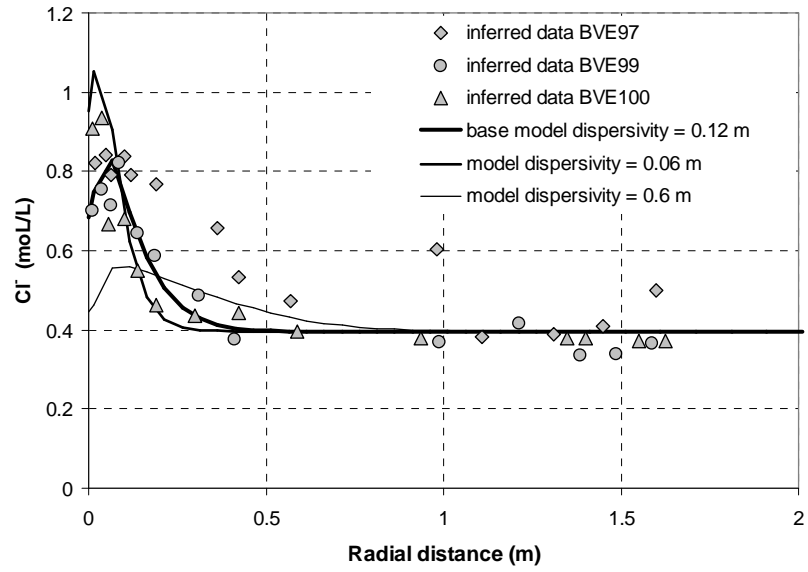 1.2
1
0.8
0.6
0.4
0.2
0
Cl⁻ (moL/L)
inferred data BVE97
inferred data BVE99
inferred data BVE100
base model dispersivity = 0.12 m
model dispersivity = 0.06 m
model dispersivity = 0.6 m
0 0.5 1 1.5 2
Radial distance (m)